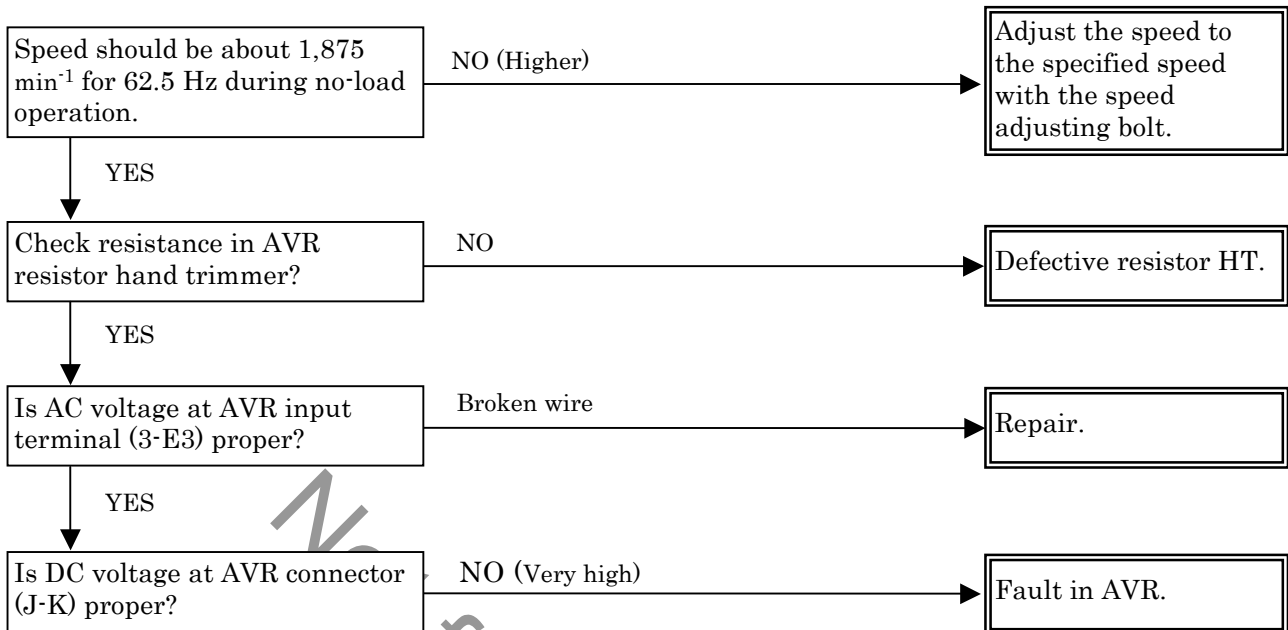 Speed should be about 1,875
min-1 for 62.5 Hz during no-load
operation.
NO (Higher)
Adjust the speed to
the specified speed
with the speed
adjusting bolt.
YES
Check resistance in AVR
resistor hand trimmer?
NO
Defective resistor HT.
YES
Is AC voltage at AVR input
terminal (3-E3) proper?
Broken wire
Repair.
YES
Is DC voltage at AVR connector
(J-K) proper?
NO (Very high)
Fault in AVR.